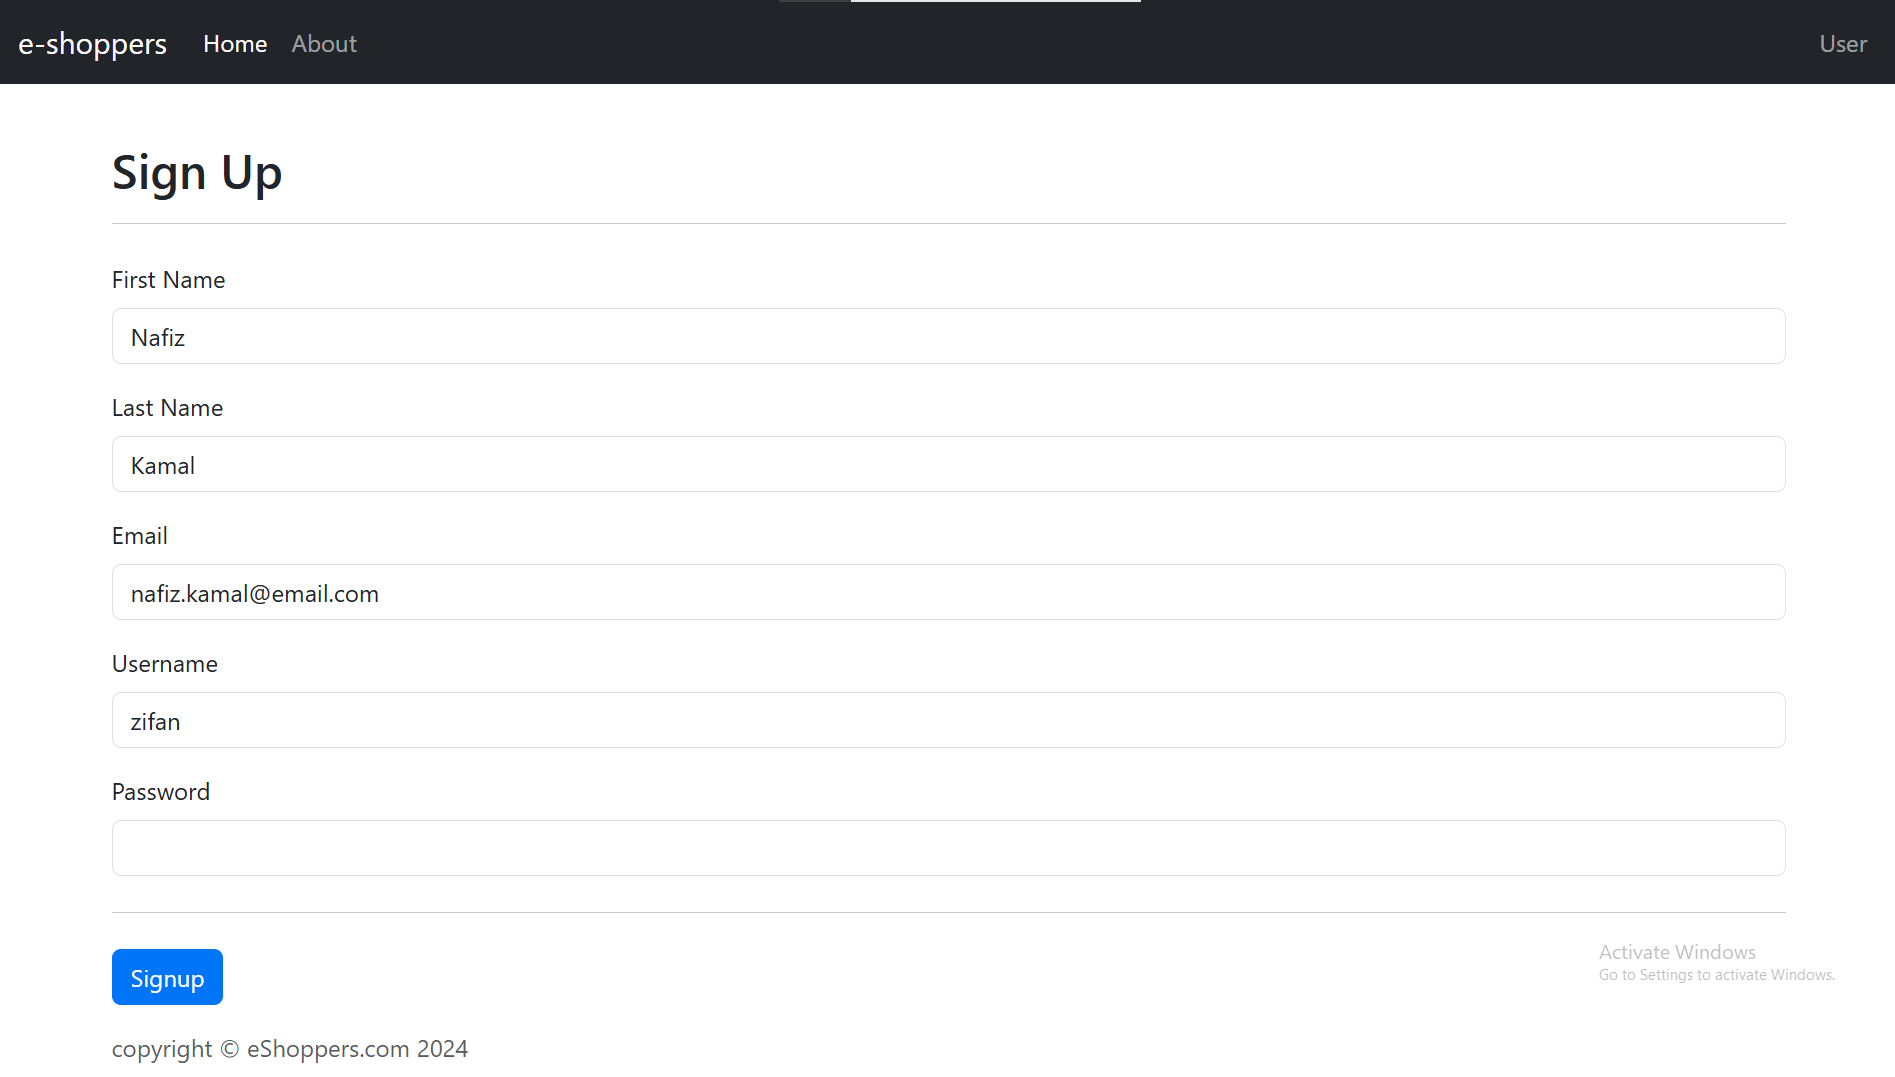 e-shoppers Home About User
Sign Up
First Name
Nafiz
Last Name
Kamal
Email
nafiz.kamal@email.com
Username
zifan
Password
Activate Windows
Go to Settings to activate Windows.
Signup
copyright © eShoppers.com 2024